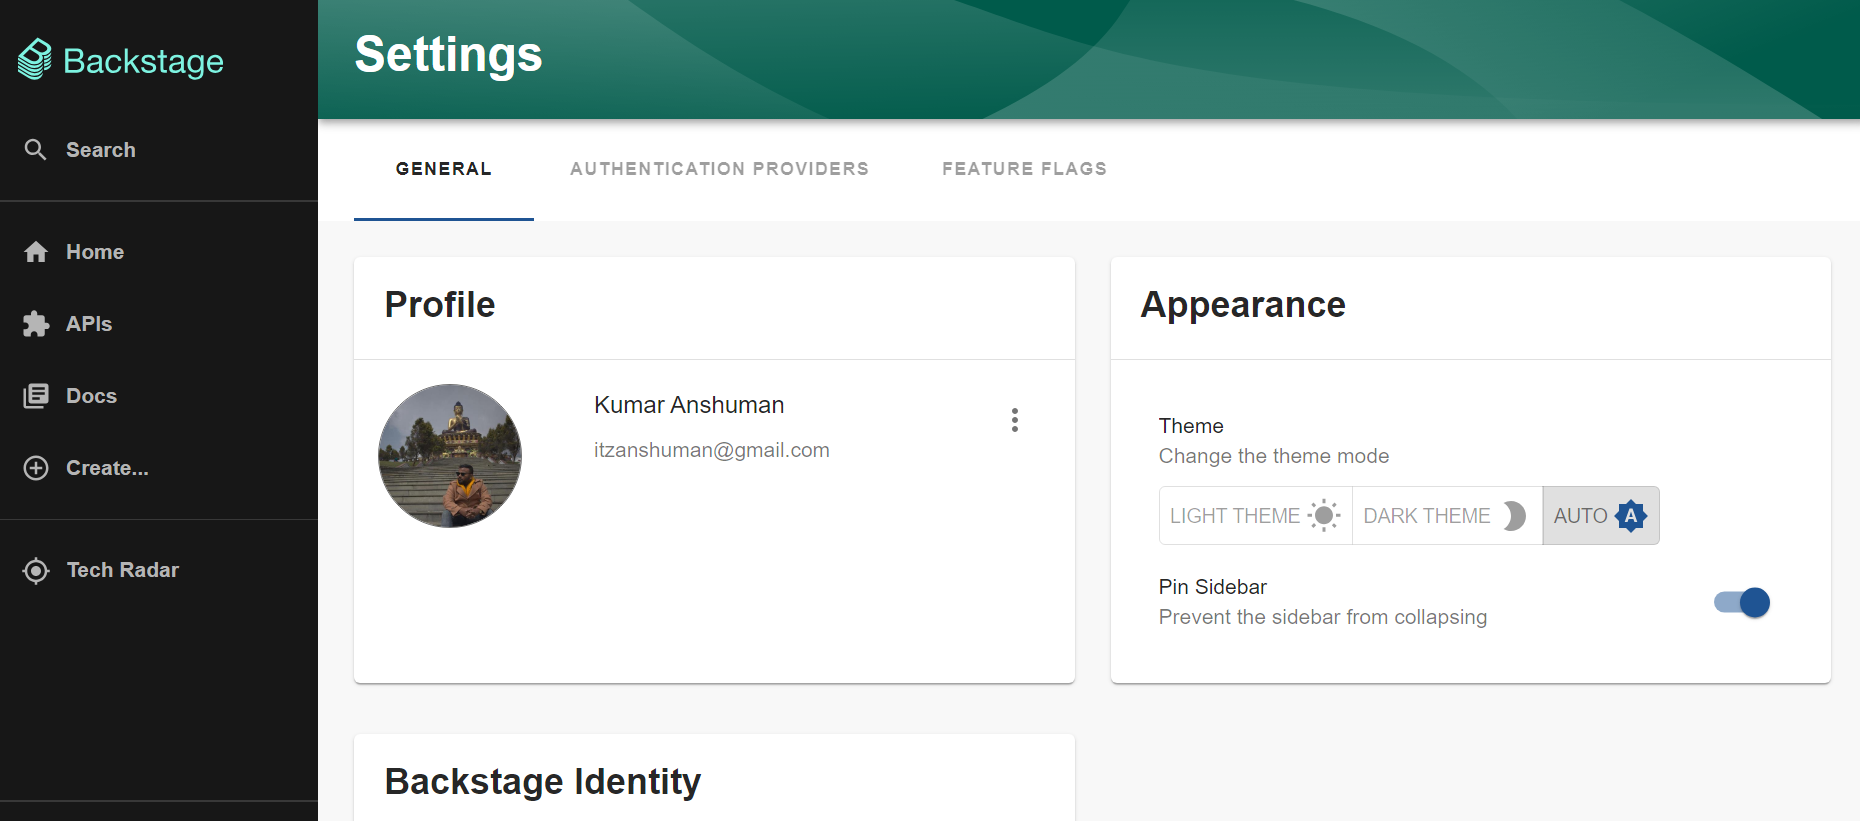 Backstage
Search
Home
APIs
Docs
Create...
Tech Radar
Settings
GENERAL
AUTHENTICATION PROVIDERS
FEATURE FLAGS
Profile
Kumar Anshuman
itzanshuman@gmail.com
Appearance
Theme
Change the theme mode
LIGHT THEME
DARK THEME
AUTO A
Pin Sidebar
Prevent the sidebar from collapsing
Backstage Identity